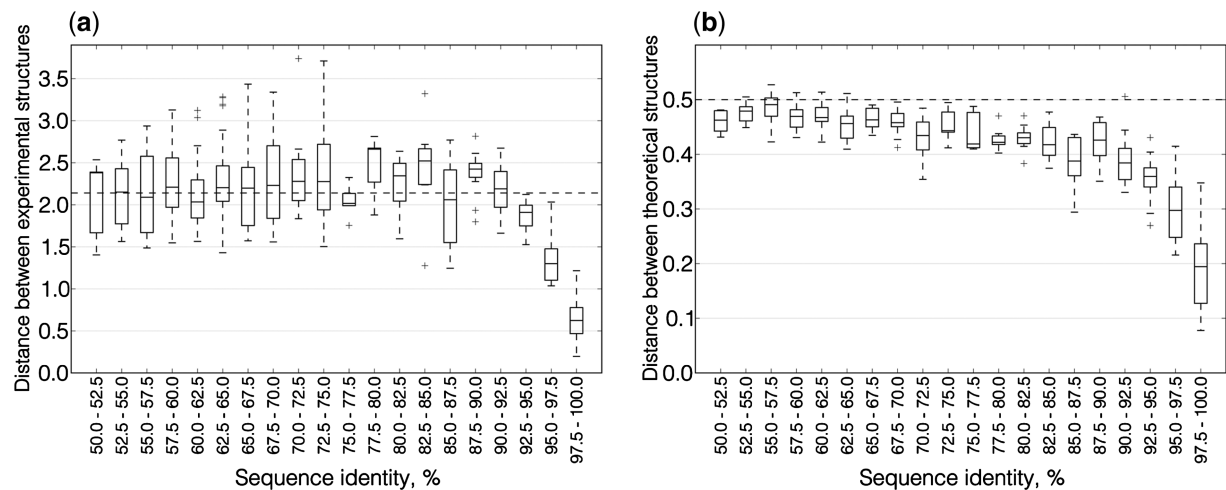 (a)
Distance between experimental structures
3.5
3.0
2.5
2.0
1.5
1.0
0.5
0.0
50.0 - 52.5
52.5 - 55.0
55.0 - 57.5
57.5 - 60.0
60.0 - 62.5
62.5 - 65.0
65.0 - 67.5
67.5 - 70.0
70.0 - 72.5
72.5 - 75.0
75.0 - 77.5
77.5 - 80.0
80.0 - 82.5
82.5 - 85.0
85.0 - 87.5
87.5 - 90.0
90.0 - 92.5
92.5 - 95.0
95.0 - 97.5
97.5 - 100.0
Sequence identity, %
(b)
Distance between theoretical structures
0.5
0.4
0.3
0.2
0.1
0.0
50.0 - 52.5
52.5 - 55.0
55.0 - 57.5
57.5 - 60.0
60.0 - 62.5
62.5 - 65.0
65.0 - 67.5
67.5 - 70.0
70.0 - 72.5
72.5 - 75.0
75.0 - 77.5
77.5 - 80.0
80.0 - 82.5
82.5 - 85.0
85.0 - 87.5
87.5 - 90.0
90.0 - 92.5
92.5 - 95.0
95.0 - 97.5
97.5 - 100.0
Sequence identity, %